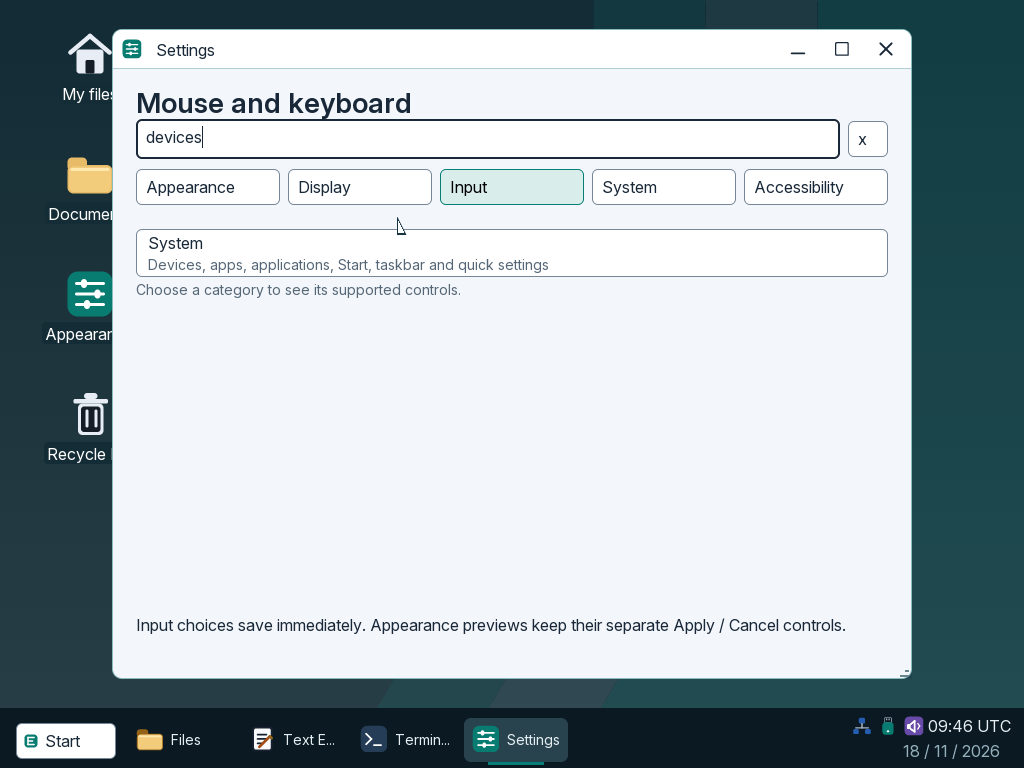 Settings
My files
Mouse and keyboard
devices
x
Appearance
Display
Input
System
Accessibility
System
Devices, apps, applications, Start, taskbar and quick settings
Choose a category to see its supported controls.
Recycle
Input choices save immediately. Appearance previews keep their separate Apply / Cancel controls.
Start
Files
Text E...
Termin...
Settings
09:46 UTC
18 / 11 / 2026